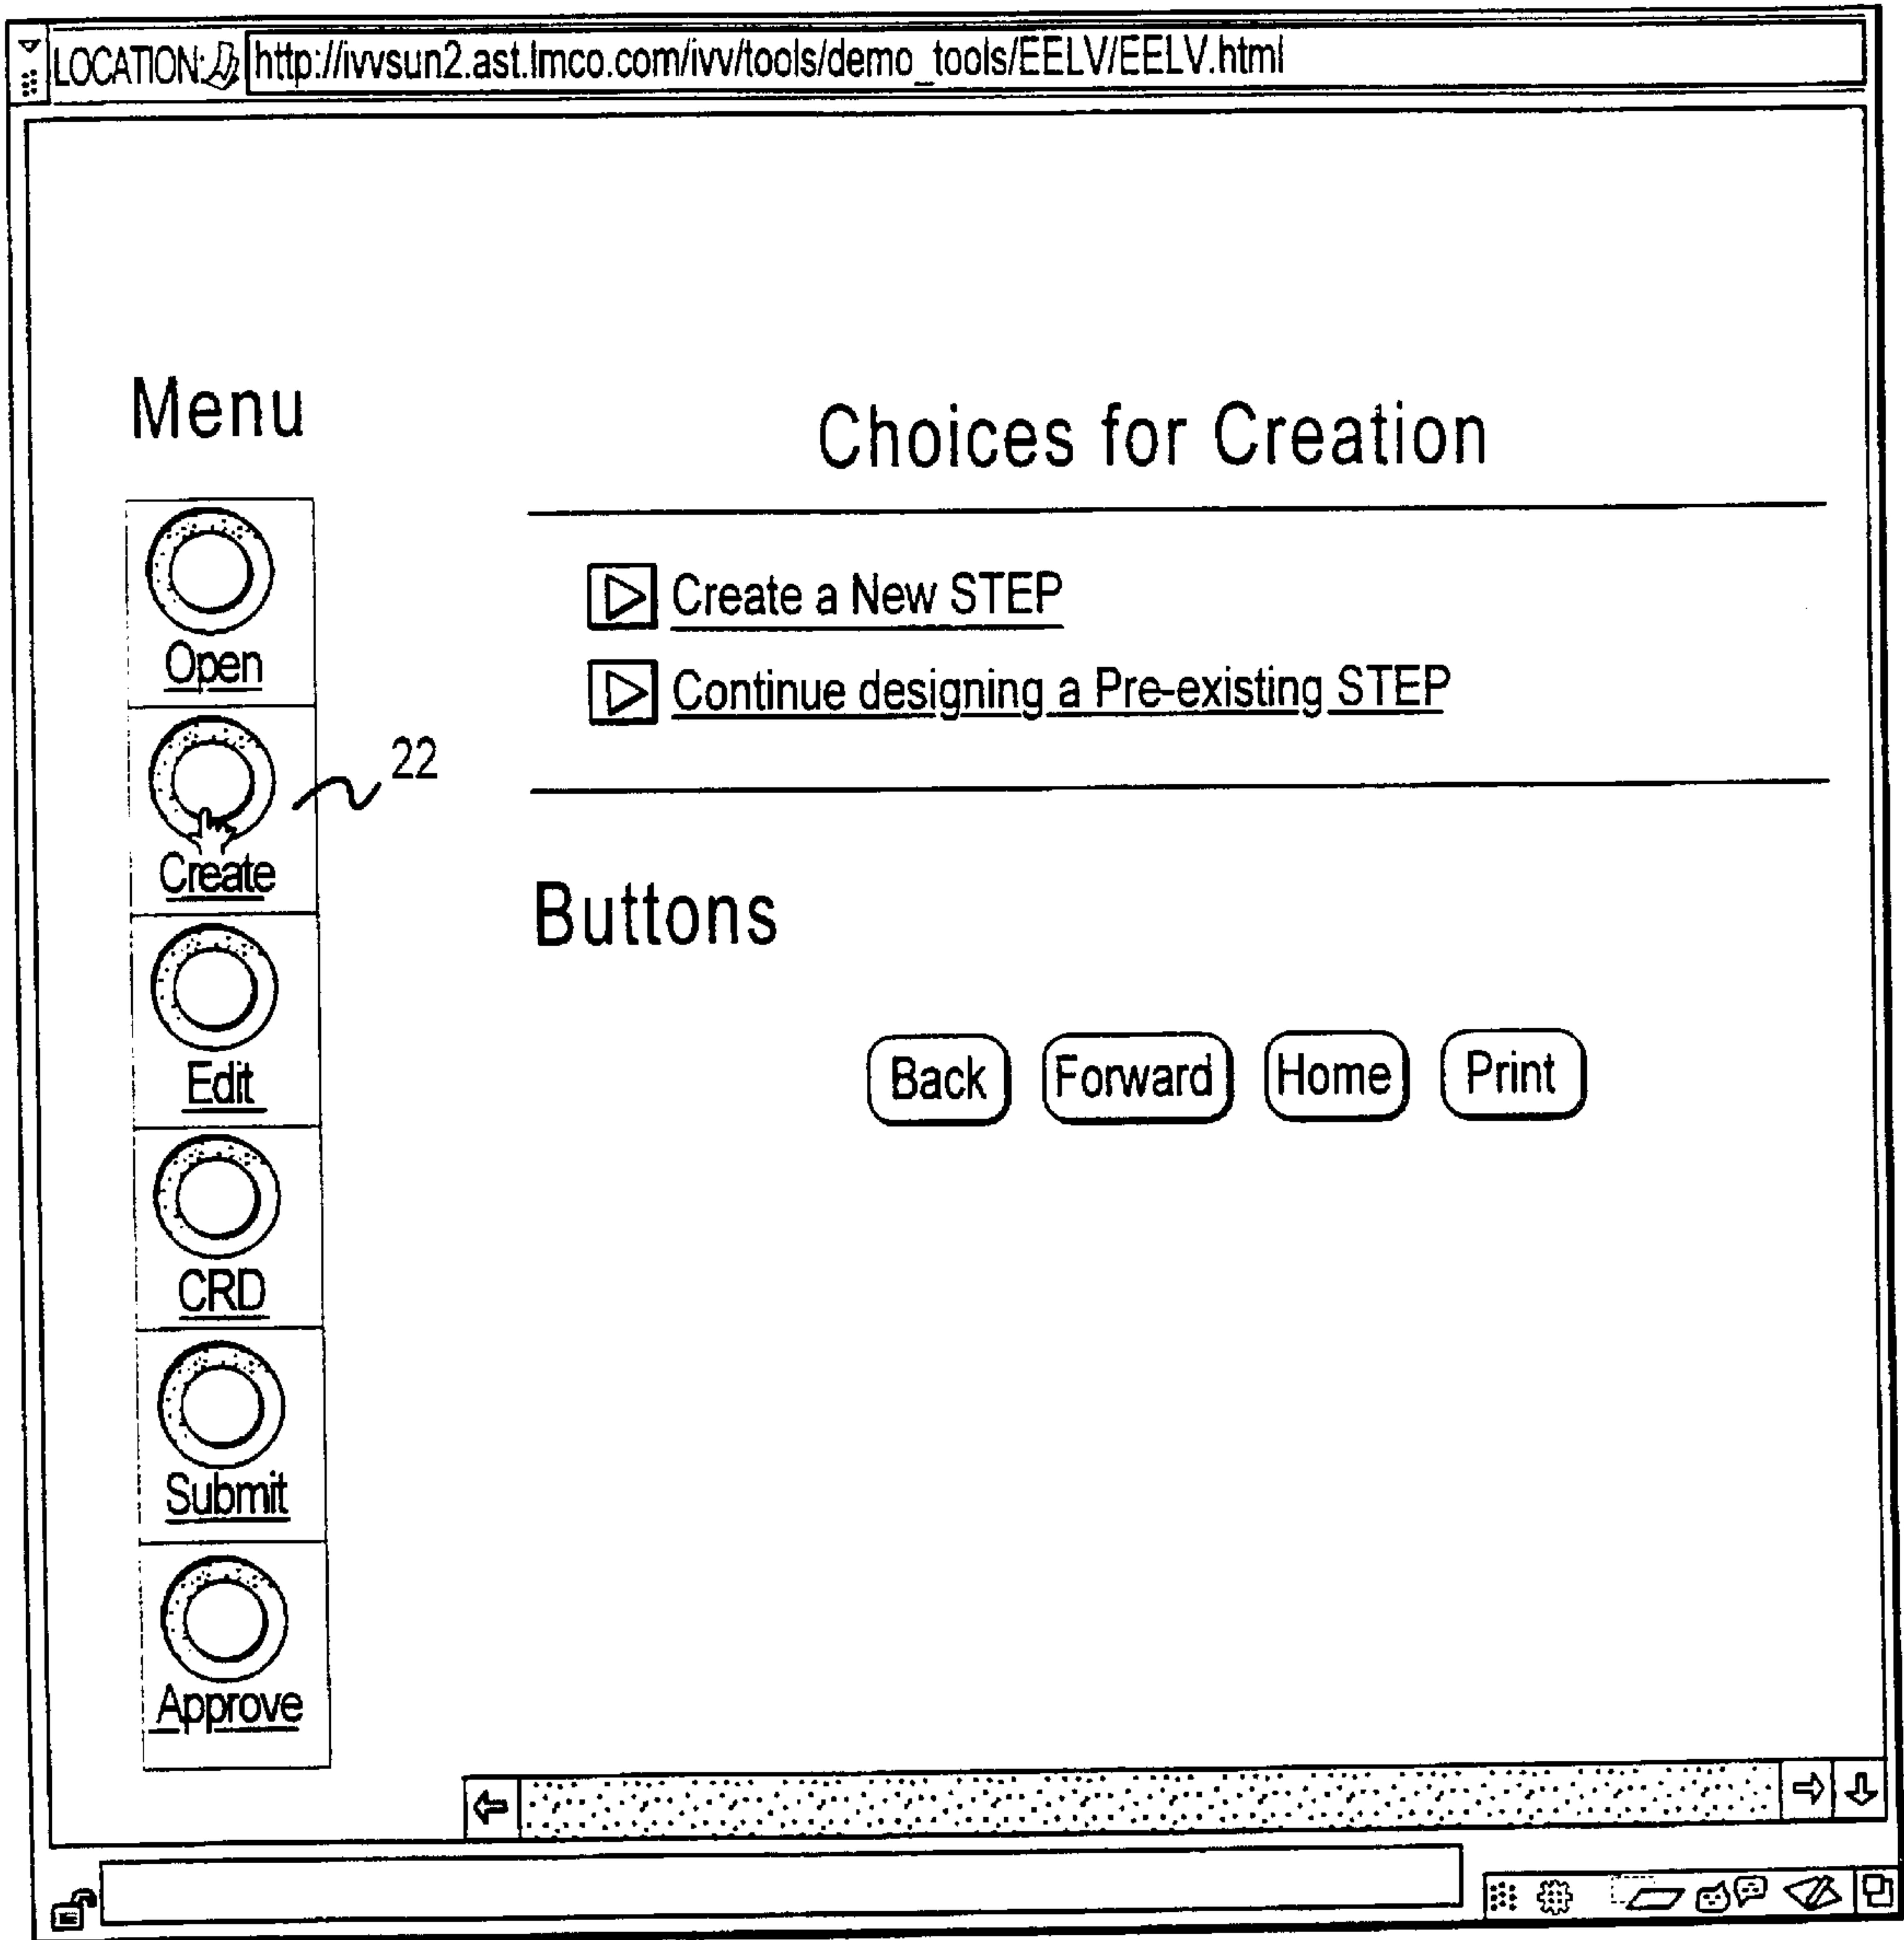 LOCATION: http://ivvsun2.ast.lmco.com/ivv/tools/demo_tools/EELV/EELV.html
Menu
Open
Create
22
Edit
CRD
Submit
Approve
Choices for Creation
Create a New STEP
Continue designing a Pre-existing STEP
Buttons
Back Forward Home Print